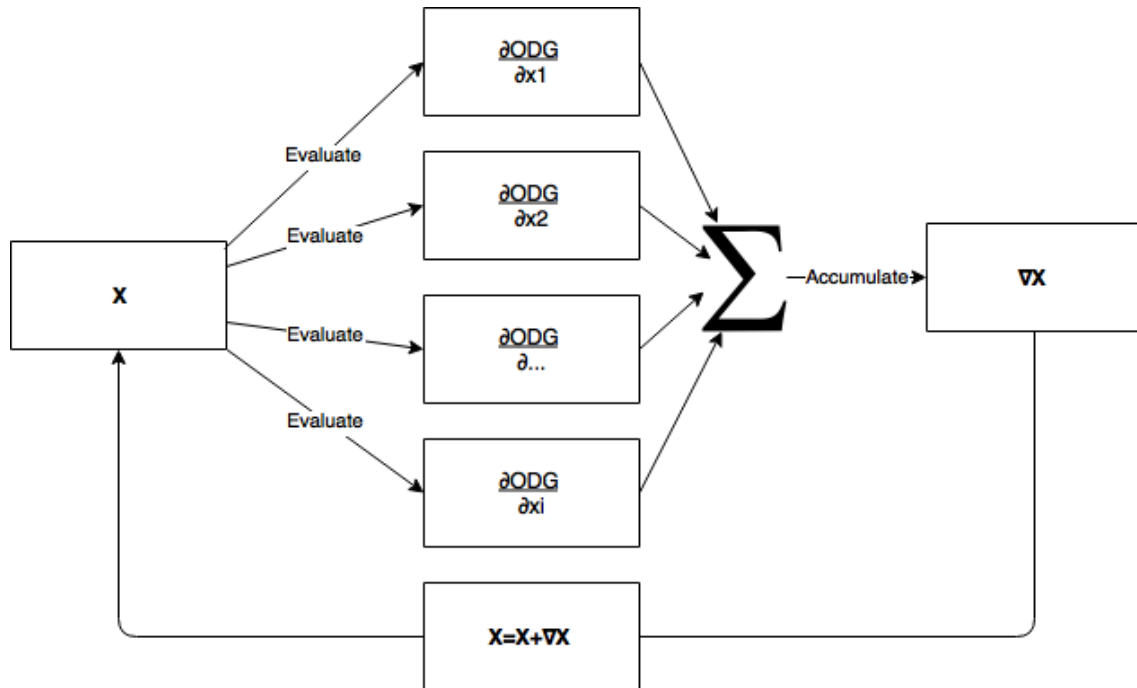 ∂ODG
∂x1
Evaluate
∂ODG
∂x2
Evaluate
X
∑
Accumulate
∇X
Evaluate
∂ODG
∂...
Evaluate
∂ODG
∂xi
X=X+∇X